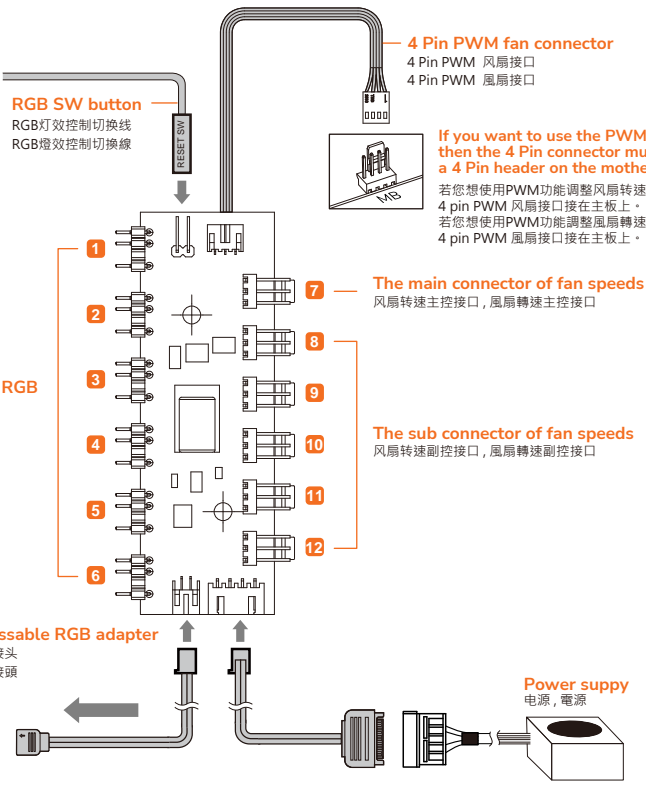 4 Pin PWM fan connector
4 Pin PWM 风扇接口
4 Pin PWM 風扇接口
RGB SW button
RGB灯效控制切换线
RGB燈效控制切換線
RESET SW
If you want to use the PWM
then the 4 Pin connector mu
a 4 Pin header on the mothe
若您想使用PWM功能调整风扇转速
4 pin PWM 风扇接口接在主板上。
若您想使用PWM功能調整風扇轉速
4 pin PWM 風扇接口接在主板上。
MB
1
2
3
4
5
6
RGB
7
8
9
10
11
12
The main connector of fan speeds
风扇转速主控接口 , 風扇轉速主控接口
The sub connector of fan speeds
风扇转速副控接口 , 風扇轉速副控接口
ssable RGB adapter
接头
接頭
Power suppy
电源 , 電源